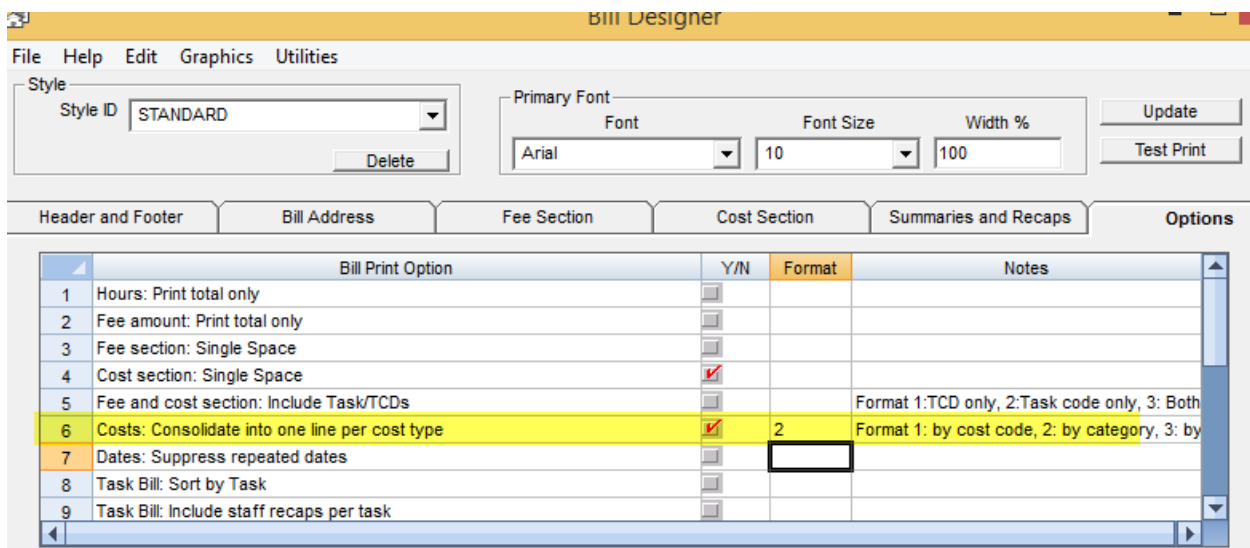 Bill Designer
File Help Edit Graphics Utilities
Style
Style ID STANDARD
Delete
Primary Font
Font Font Size Width %
Arial 10 100
Update
Test Print
Header and Footer Bill Address Fee Section Cost Section Summaries and Recaps Options
Bill Print Option Y/N Format Notes
1 Hours: Print total only
2 Fee amount: Print total only
3 Fee section: Single Space
4 Cost section: Single Space
5 Fee and cost section: Include Task/TCDs Format 1:TCD only, 2:Task code only, 3: Both
6 Costs: Consolidate into one line per cost type 2 Format 1: by cost code, 2: by category, 3: by
7 Dates: Suppress repeated dates
8 Task Bill: Sort by Task
9 Task Bill: Include staff recaps per task